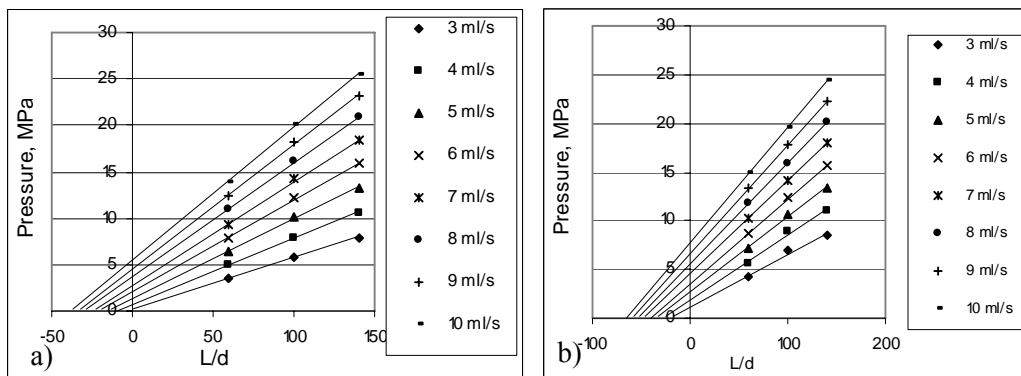 30
25
20
15
10
5
0
-50 0 50 100 150
Pressure, MPa
L/d
a)
3 ml/s
4 ml/s
5 ml/s
6 ml/s
7 ml/s
8 ml/s
9 ml/s
10 ml/s
30
25
20
15
10
5
0
-100 0 100 200
Pressure, MPa
L/d
b)
3 ml/s
4 ml/s
5 ml/s
6 ml/s
7 ml/s
8 ml/s
9 ml/s
10 ml/s